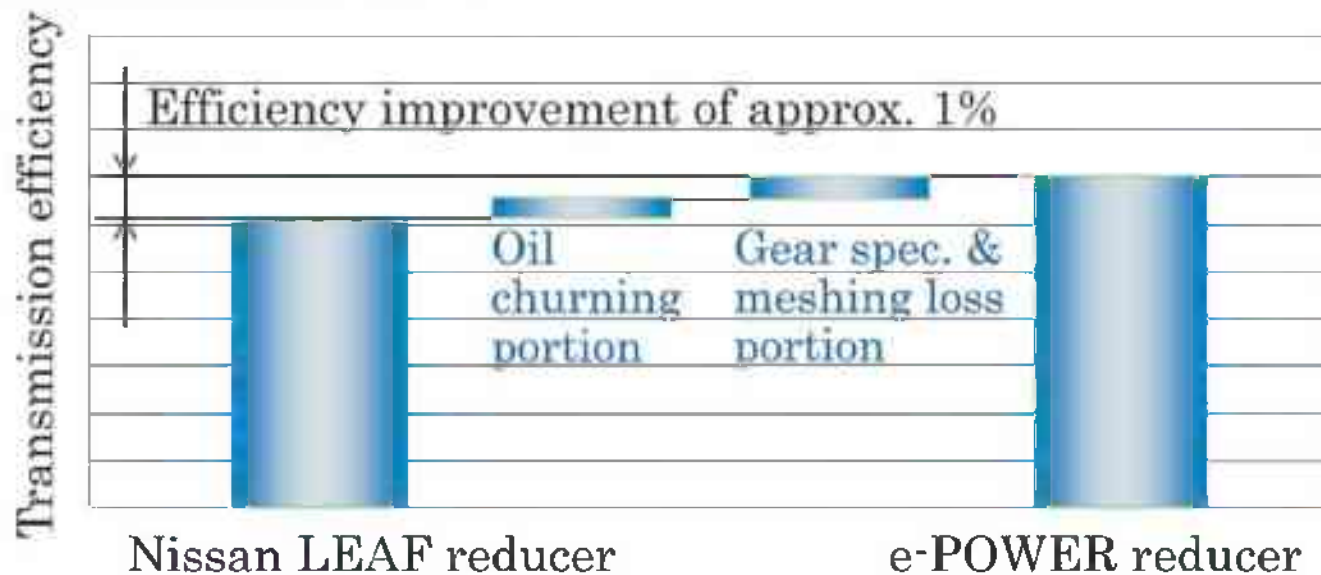 Transmission efficiency
Efficiency improvement of approx. 1%
Oil
churning
portion
Gear spec. &
meshing loss
portion
Nissan LEAF reducer
e-POWER reducer